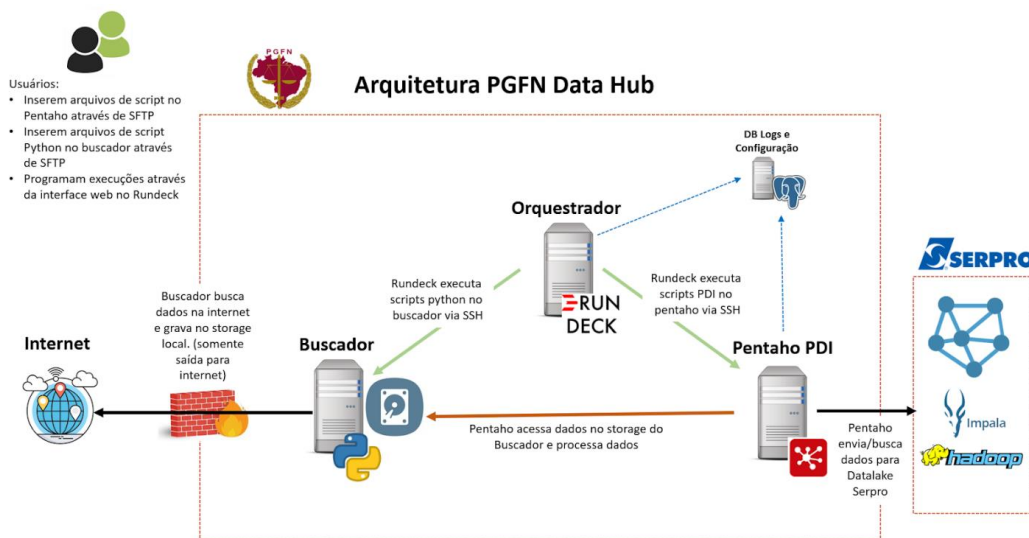 PGFN
Arquitetura PGFN Data Hub
Usuários:
• Inserem arquivos de script no
Pentaho através de SFTP
• Inserem arquivos de script
Python no buscador através
de SFTP
• Programam execuções através
da interface web no Rundeck
DB Logs e
Configuração
Orquestrador
RUN
DECK
Rundeck executa
scripts python no
buscador via SSH
Rundeck executa
scripts PDI no
pentaho via SSH
SERPRO
Buscador busca
dados na internet
e grava no storage
local. (somente
saída para
internet)
Internet
Buscador
Pentaho PDI
Pentaho acessa dados no storage do
Buscador e processa dados
Pentaho
envia/busca
dados para
Datalake
Serpro
Impala
hadoop